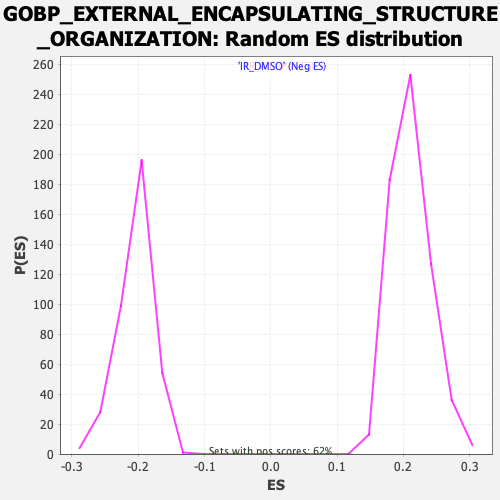 GOBP_EXTERNAL_ENCAPSULATING_STRUCTURE
_ORGANIZATION: Random ES distribution
'IR_DMSO' (Neg ES)
260
240
220
200
180
160
140
120
100
80
60
40
20
0
P(ES)
Sets with pos scores: 62%
-0.3 -0.2 -0.1 0.0 0.1 0.2 0.3
ES